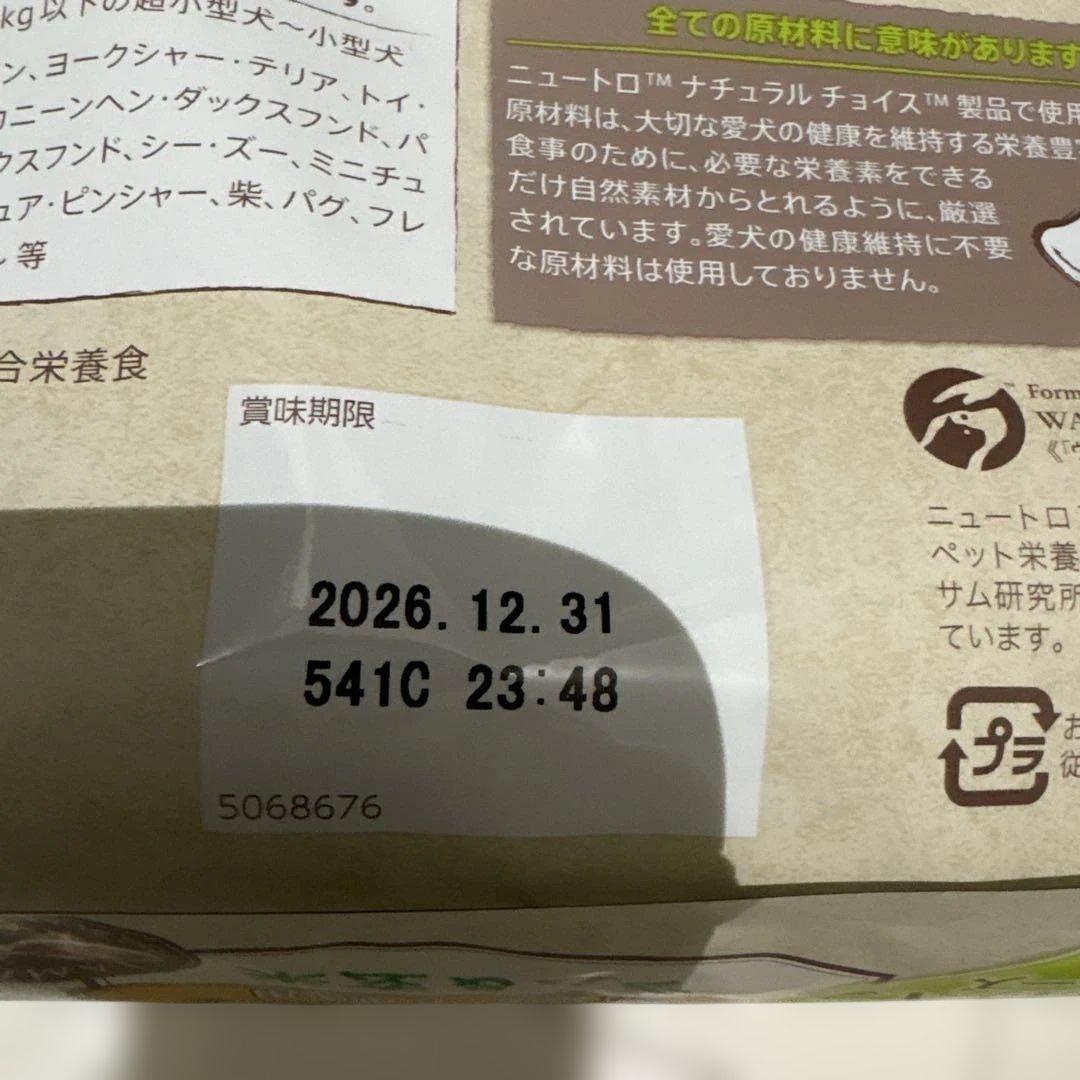 kg以下の超小型犬～小型犬
ン、ヨークシャー・テリア、トイ・
カニーンヘン・ダックスフンド、パ
クスフンド、シー・ズー、ミニチュ
ュア・ピンシャー、柴、パグ、フレ
等
合栄養食
全ての原材料に意味があります
ニュートロ™ ナチュラル チョイス™ 製品で使用
原材料は、大切な愛犬の健康を維持する栄養豊
食事のために、必要な栄養素をできる
だけ自然素材からとれるように、厳選
されています。愛犬の健康維持に不要
な原材料は使用しておりません。
賞味期限
2026.12.31
541C 23:48
5068676
Form
WA
ニュートロ
ペット栄養
サム研究所
ています。
プラ
お
従